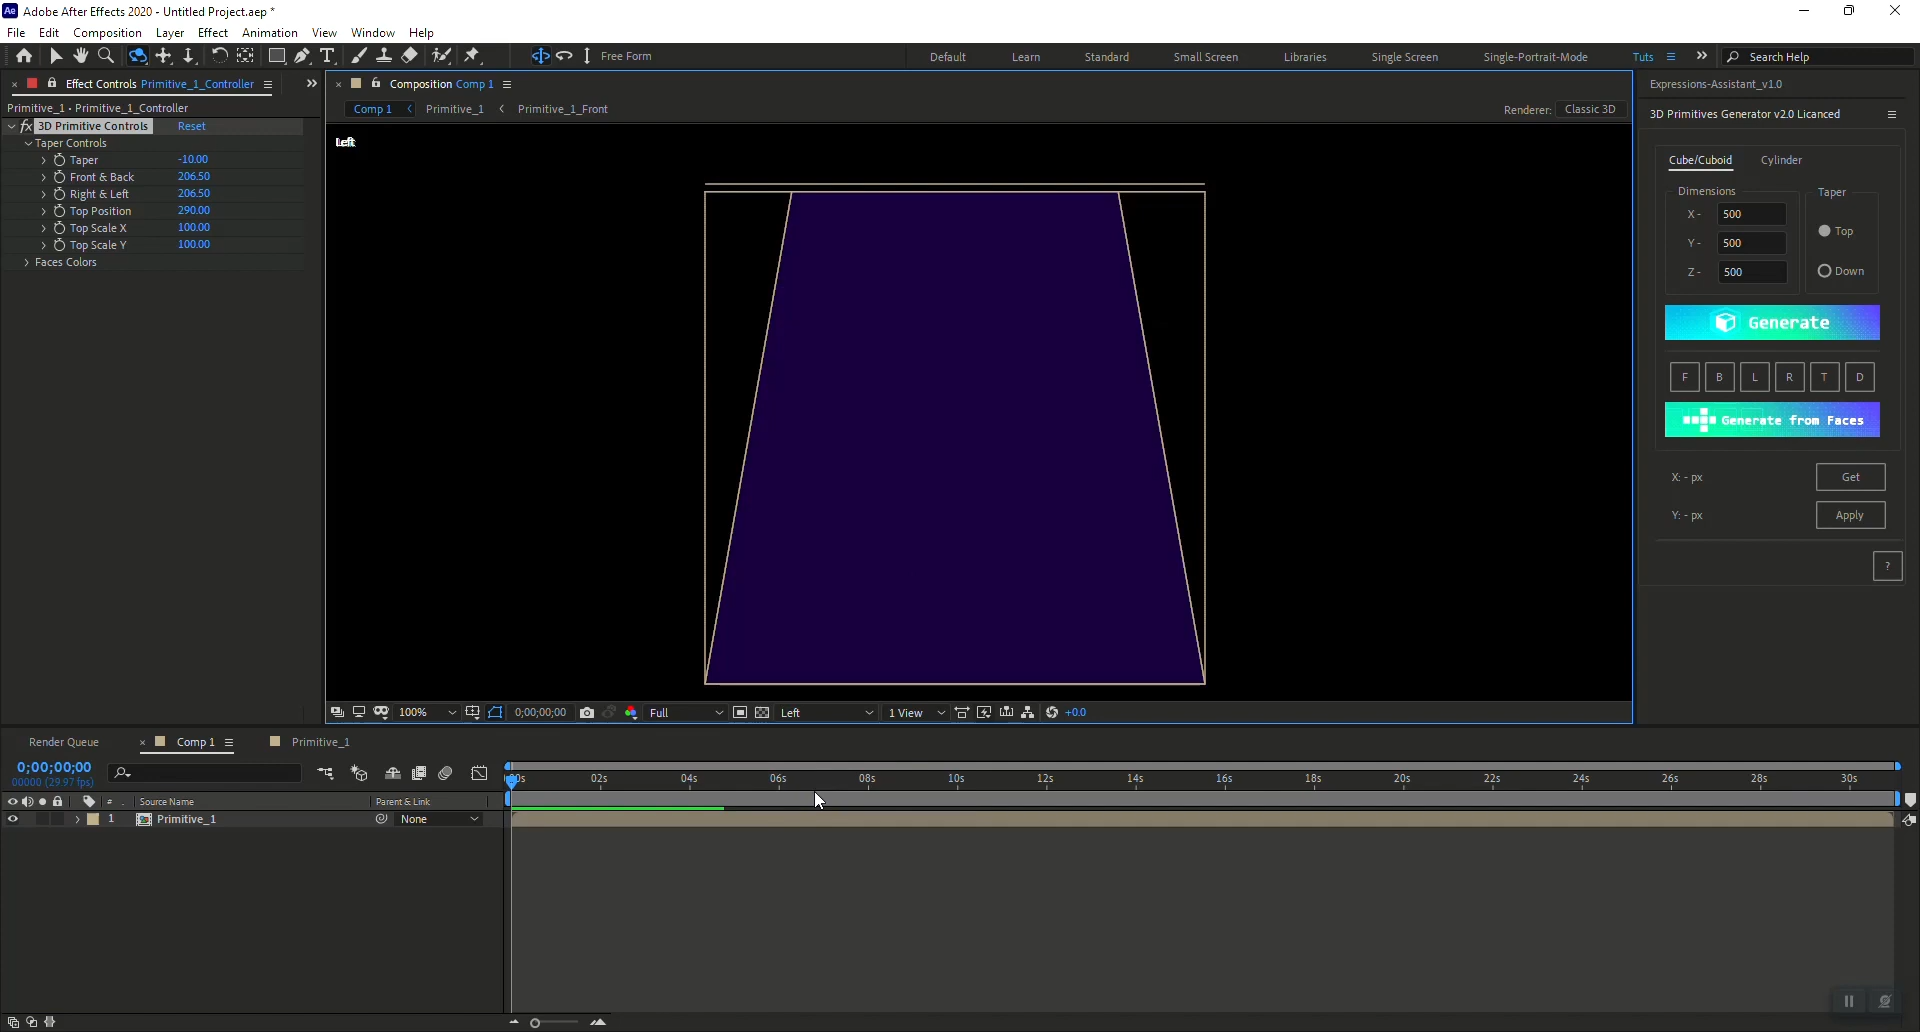 Adobe After Effects 2020 - Untitled Project.aep *
File Edit Composition Layer Effect Animation View Window Help
Free Form Default Learn Standard Small Screen Libraries Single Screen Single-Portrait-Mode Tuts Search Help
Effect Controls Primitive_1_Controller
Primitive_1 • Primitive_1_Controller
fx 3D Primitive Controls Reset
Taper Controls
Taper -10.00
Front & Back 206.50
Right & Left 206.50
Top Position 290.00
Top Scale X 100.00
Top Scale Y 100.00
Faces Colors
Composition Comp 1
Comp 1 Primitive_1 Primitive_1_Front Renderer: Classic 3D
Left
100% 0;00;00;00 Full Left 1 View +0.0
Expressions-Assistant_v1.0
3D Primitives Generator v2.0 Licanced
Cube/Cuboid Cylinder
Dimensions Taper
X - 500
Top
Y - 500
Z - 500
Down
Generate
F B L R T D
Generate from Faces
X: - px Get
Y: - px Apply
?
Render Queue Comp 1 Primitive_1
0;00;00;00
00000 (29.97 fps)
:00s 02s 04s 06s 08s 10s 12s 14s 16s 18s 20s 22s 24s 26s 28s 30s
# . Source Name Parent & Link
1 Primitive_1 None